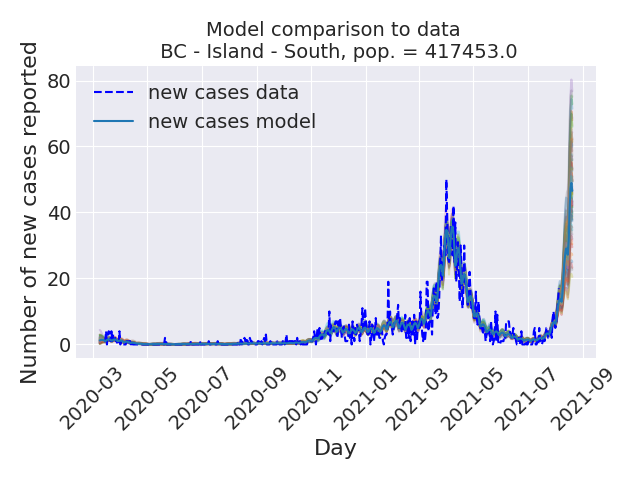 Model comparison to data
BC - Island - South, pop. = 417453.0
Number of new cases reported
80
60
40
20
0
new cases data
new cases model
2020-03
2020-05
2020-07
2020-09
2020-11
2021-01
2021-03
2021-05
2021-07
2021-09
Day